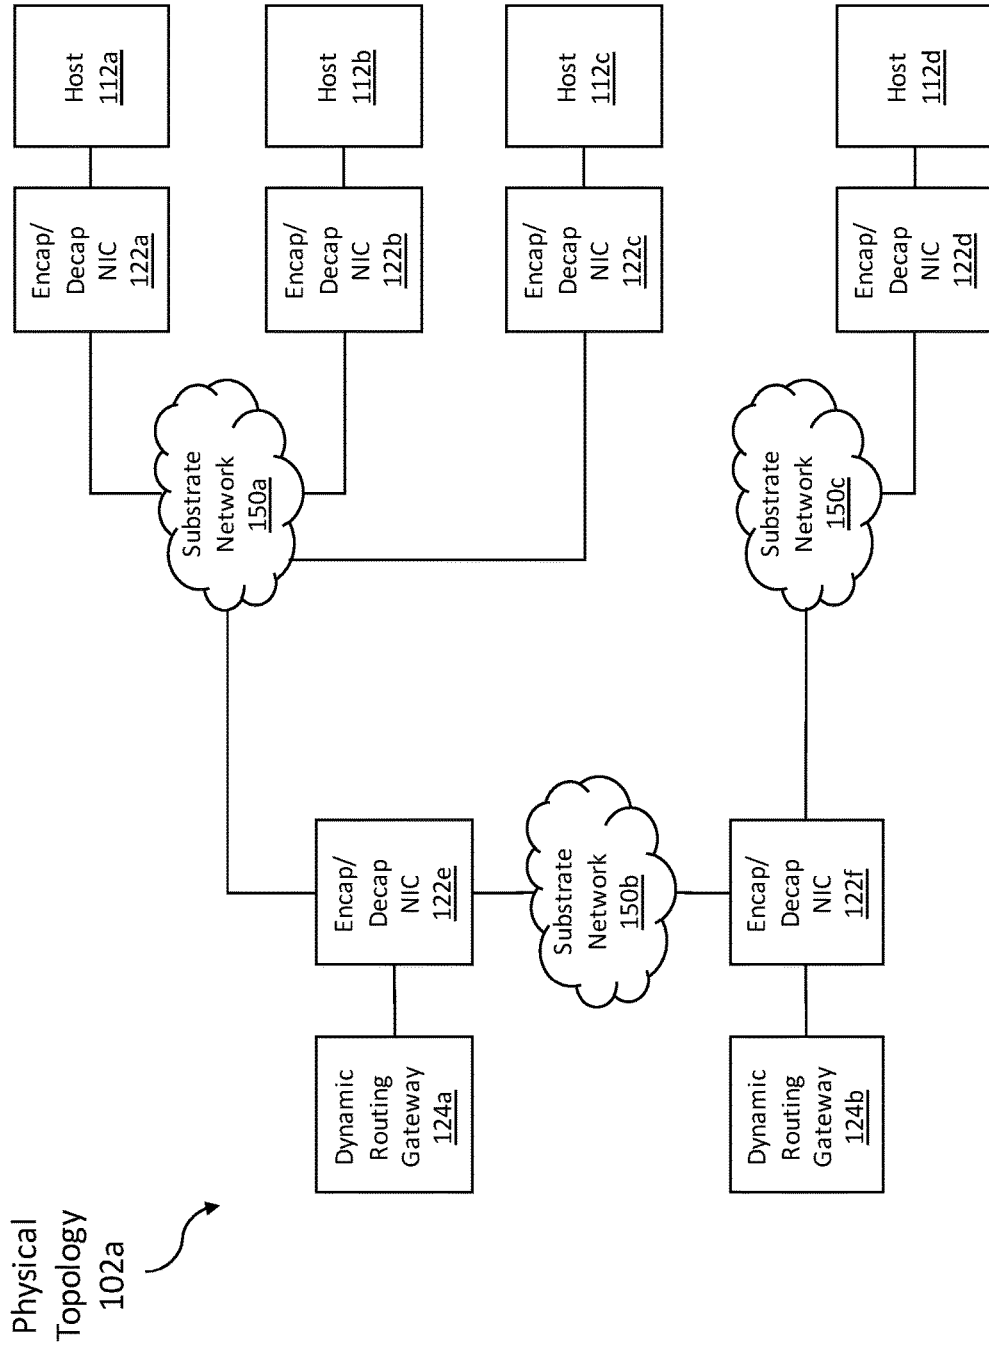 Physical
Topology
102a
Host
112a
Host
112b
Host
112c
Host
112d
Encap/
Decap
NIC
122a
Encap/
Decap
NIC
122b
Encap/
Decap
NIC
122c
Encap/
Decap
NIC
122d
Substrate
Network
150a
Substrate
Network
150c
Encap/
Decap
NIC
122e
Substrate
Network
150b
Encap/
Decap
NIC
122f
Dynamic
Routing
Gateway
124a
Dynamic
Routing
Gateway
124b